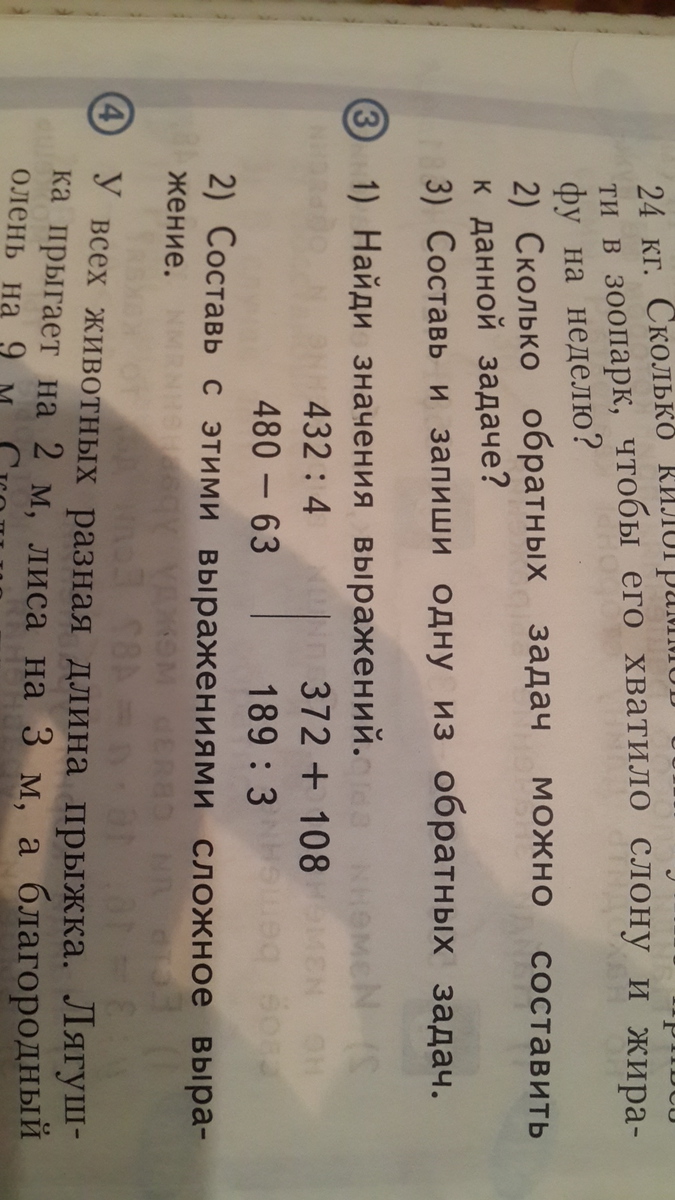 24 кг. Сколько килограммов
ти в зоопарк, чтобы его хватило слону и жира-
фу на неделю?
2) Сколько обратных задач можно составить
к данной задаче?
3) Составь и запиши одну из обратных задач.
3 1) Найди значения выражений.
432 : 4 | 372 + 108
480 – 63 | 189 : 3
2) Составь с этими выражениями сложное выра-
жение.
4 У всех животных разная длина прыжка. Лягуш-
ка прыгает на 2 м, лиса на 3 м, а благородный
олень на 9 м.